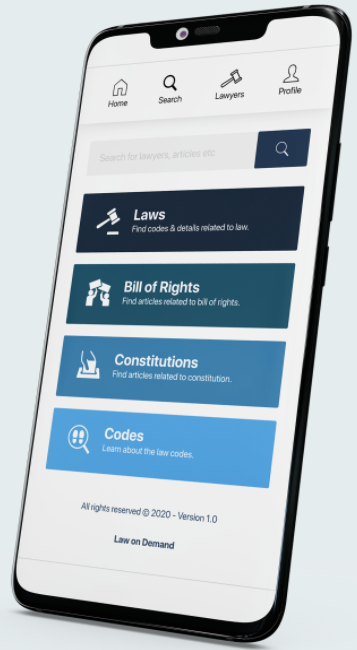 Home
Search
Lawyers
Profile
Search for lawyers, articles etc
Laws
Find codes & details related to law.
Bill of Rights
Find articles related to bill of rights.
Constitutions
Find articles related to constitution.
Codes
Learn about the law codes.
All rights reserved © 2020 - Version 1.0
Law on Demand